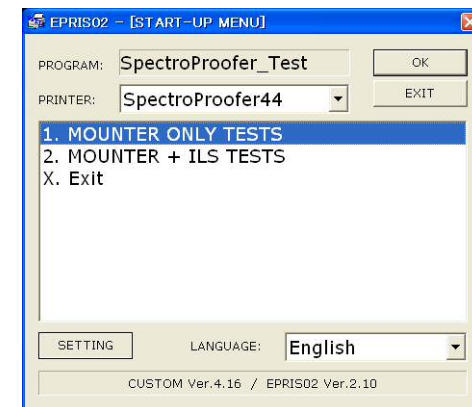 EPRIS02 - [START-UP MENU]
PROGRAM: SpectroProofer_Test OK
PRINTER: SpectroProofer44 EXIT
1. MOUNTER ONLY TESTS
2. MOUNTER + ILS TESTS
X. Exit
SETTING LANGUAGE: English
CUSTOM Ver.4.16 / EPRIS02 Ver.2.10